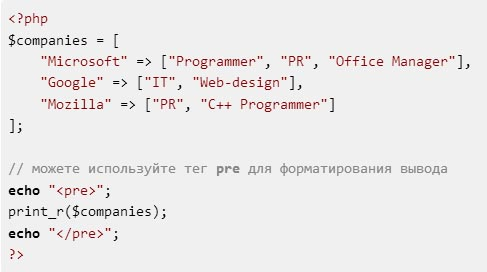 <?php
$companies = [
    "Microsoft" => ["Programmer", "PR", "Office Manager"],
    "Google" => ["IT", "Web-design"],
    "Mozilla" => ["PR", "C++ Programmer"]
];

// можете используйте тег pre для форматирования вывода
echo "<pre>";
print_r($companies);
echo "</pre>";
?>